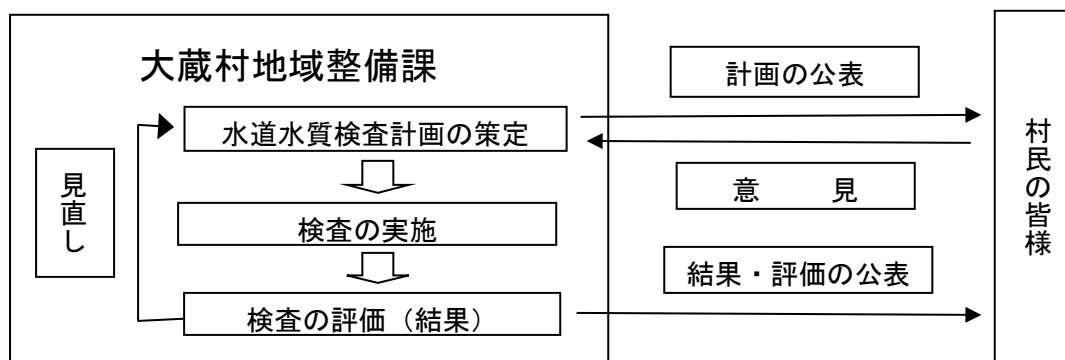 大蔵村地域整備課
計画の公表
水道水質検査計画の策定
村民の皆様
見直し
意　　見
検査の実施
結果・評価の公表
検査の評価（結果）